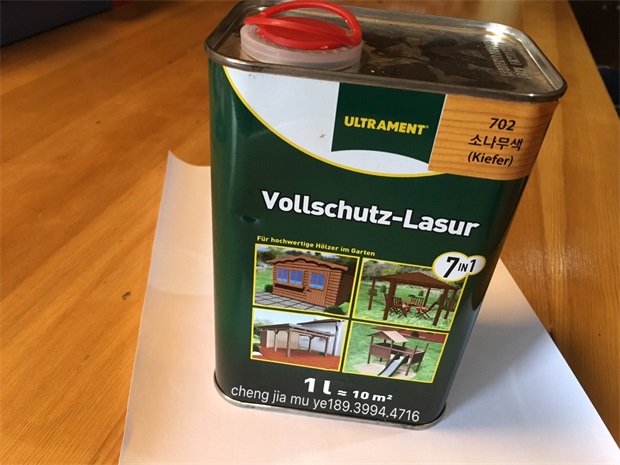 ULTRAMENT®
702
소나무색
(Kiefer)
Vollschutz-Lasur
Für hochwertige Hölzer im Garten
7 IN 1
1 l ≈ 10 m²
cheng jia mu ye189.3994.4716